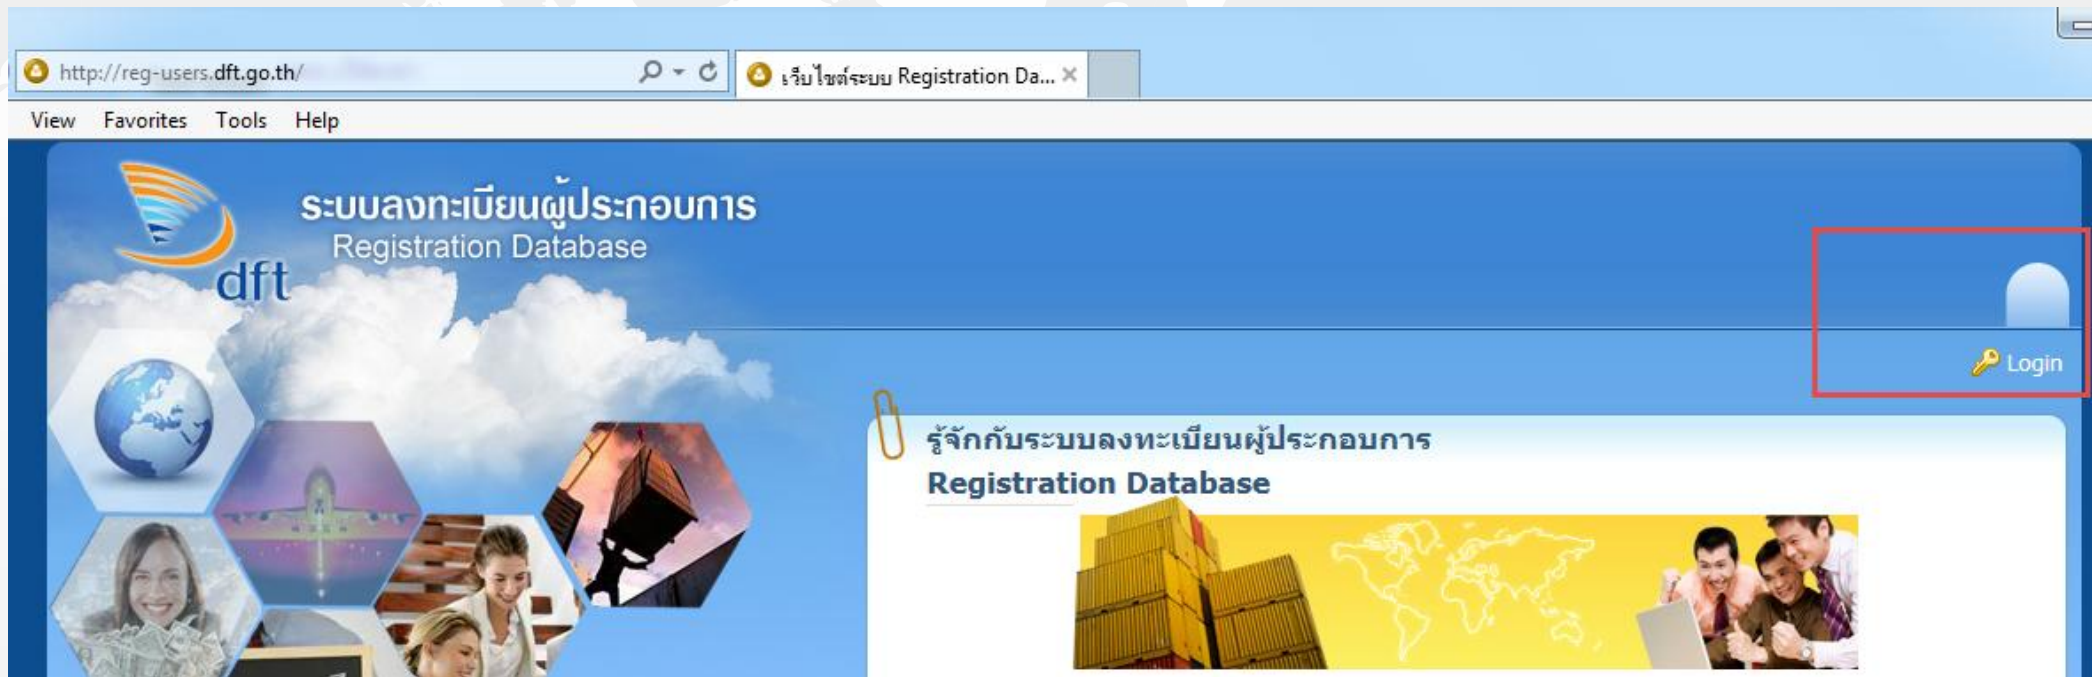 http://reg-users.dft.go.th/
เว็บไซต์ระบบ Registration Da...
View Favorites Tools Help
ระบบลงทะเบียนผู้ประกอบการ
Registration Database
dft
Login
รู้จักกับระบบลงทะเบียนผู้ประกอบการ
Registration Database